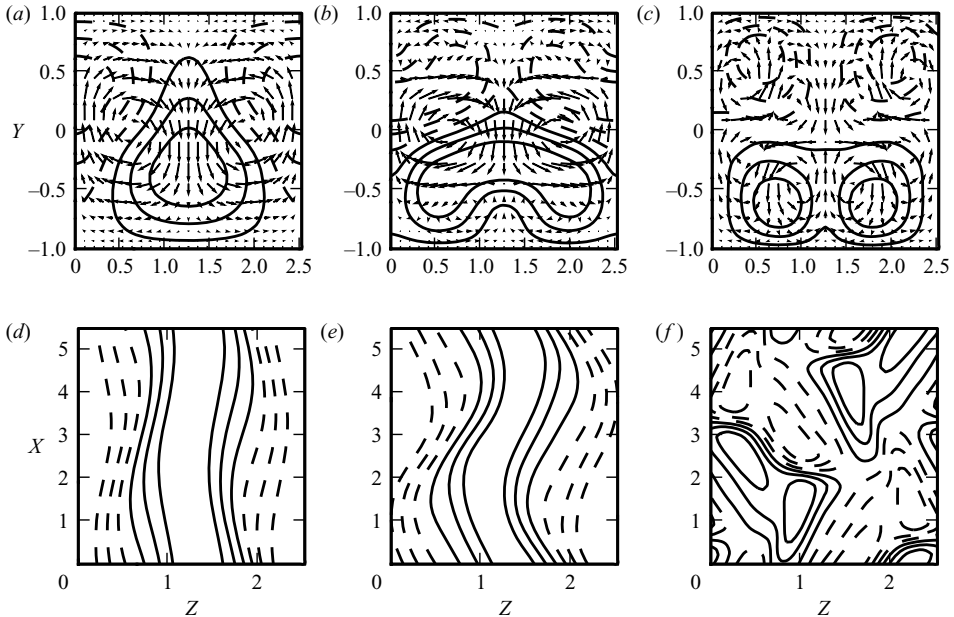 (a) (b) (c)
1.0 1.0 1.0
0.5 0.5 0.5
Y 0 0 0
–0.5 –0.5 –0.5
–1.0 –1.0 –1.0
0 0.5 1.0 1.5 2.0 2.5 0 0.5 1.0 1.5 2.0 2.5 0 0.5 1.0 1.5 2.0 2.5
(d) (e) (f)
5 5 5
4 4 4
X 3 3 3
2 2 2
1 1 1
0 1 2 0 1 2 0 1 2
Z Z Z